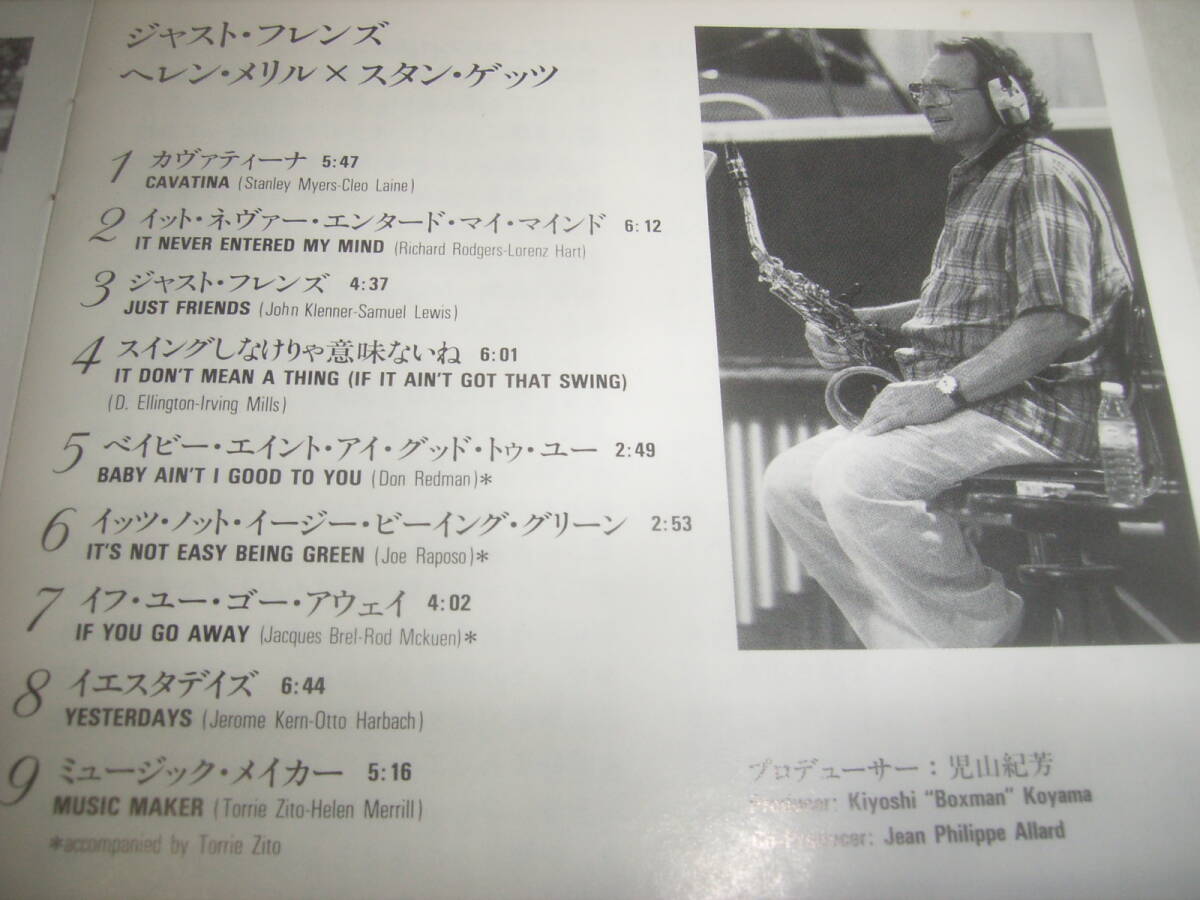 ジャスト・フレンズ
ヘレン・メリル×スタン・ゲッツ
1 カヴァティーナ 5:47
CAVATINA (Stanley Myers-Cleo Laine)
2 イット・ネヴァー・エンタード・マイ・マインド 6:12
IT NEVER ENTERED MY MIND (Richard Rodgers-Lorenz Hart)
3 ジャスト・フレンズ 4:37
JUST FRIENDS (John Klenner-Samuel Lewis)
4 スイングしなけりゃ意味ないね 6:01
IT DON'T MEAN A THING (IF IT AIN'T GOT THAT SWING)
(D. Ellington-Irving Mills)
5 ベイビー・エイント・アイ・グッド・トゥ・ユー 2:49
BABY AIN'T I GOOD TO YOU (Don Redman)*
6 イッツ・ノット・イージー・ビーイング・グリーン 2:53
IT'S NOT EASY BEING GREEN (Joe Raposo)*
7 イフ・ユー・ゴー・アウェイ 4:02
IF YOU GO AWAY (Jacques Brel-Rod Mckuen)*
8 イエスタデイズ 6:44
YESTERDAYS (Jerome Kern-Otto Harbach)
9 ミュージック・メイカー 5:16
MUSIC MAKER (Torrie Zito-Helen Merrill)
*accompanied by Torrie Zito
プロデューサー：児山紀芳
Producer: Kiyoshi "Boxman" Koyama
Co-Producer: Jean Philippe Allard